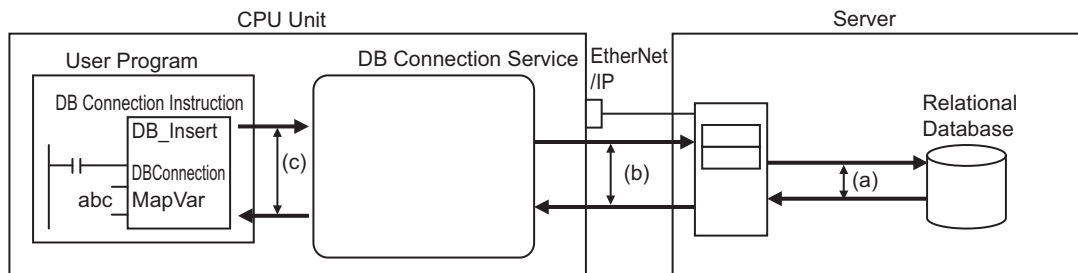 CPU Unit
Server
User Program
DB Connection Service
EtherNet
/IP
DB Connection Instruction
DB_Insert
DBConnection
abc
MapVar
(c)
(b)
(a)
Relational
Database